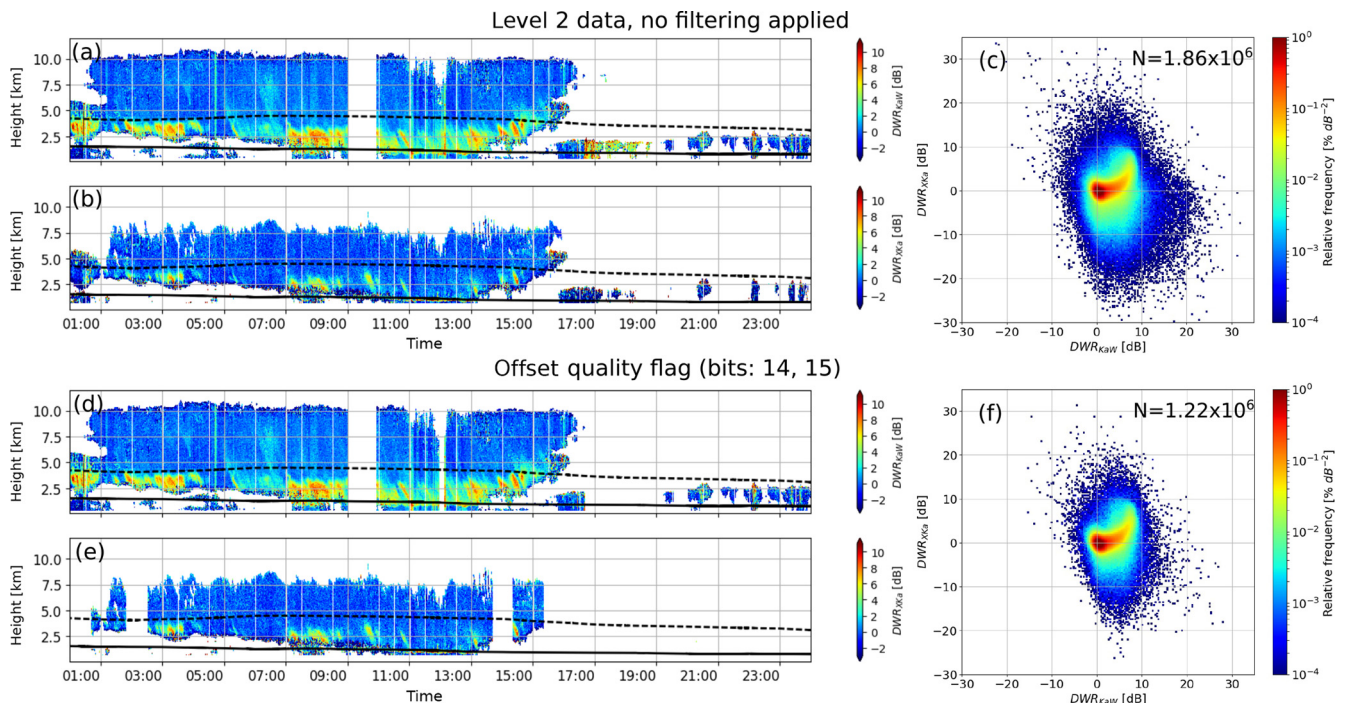 Level 2 data, no filtering applied
(a)
Height [km]
10.0
7.5
5.0
2.5
10
8
6
4
2
0
−2
DWR_KaW [dB]
(b)
Height [km]
10.0
7.5
5.0
2.5
01:00 03:00 05:00 07:00 09:00 11:00 13:00 15:00 17:00 19:00 21:00 23:00
Time
10
8
6
4
2
0
−2
DWR_XKa [dB]
(c)
N=1.86x10^6
DWR_XKa [dB]
30
20
10
0
−10
−20
−30
−30 −20 −10 0 10 20 30
DWR_KaW [dB]
10^0
10^-1
10^-2
10^-3
10^-4
Relative frequency [% dB^-2]
Offset quality flag (bits: 14, 15)
(d)
Height [km]
10.0
7.5
5.0
2.5
10
8
6
4
2
0
−2
DWR_KaW [dB]
(e)
Height [km]
10.0
7.5
5.0
2.5
01:00 03:00 05:00 07:00 09:00 11:00 13:00 15:00 17:00 19:00 21:00 23:00
Time
10
8
6
4
2
0
−2
DWR_XKa [dB]
(f)
N=1.22x10^6
DWR_XKa [dB]
30
20
10
0
−10
−20
−30
−30 −20 −10 0 10 20 30
DWR_KaW [dB]
10^0
10^-1
10^-2
10^-3
10^-4
Relative frequency [% dB^-2]